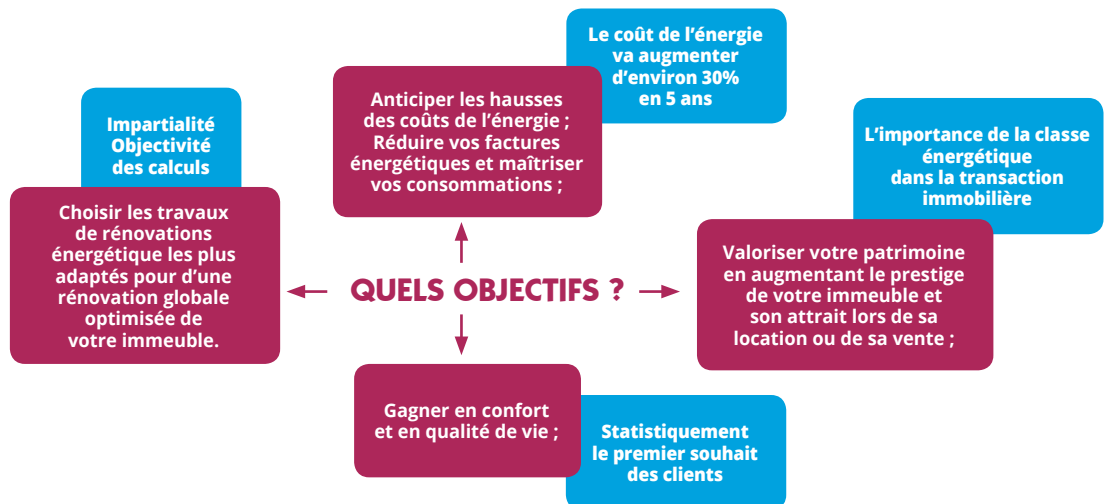 Le coût de l’énergie
va augmenter
d’environ 30%
en 5 ans
Anticiper les hausses
des coûts de l’énergie ;
Réduire vos factures
énergétiques et maîtriser
vos consommations ;
Impartialité
Objectivité
des calculs
Choisir les travaux
de rénovations
énergétique les plus
adaptés pour d’une
rénovation globale
optimisée de
votre immeuble.
QUELS OBJECTIFS ?
L’importance de la classe
énergétique
dans la transaction
immobilière
Valoriser votre patrimoine
en augmentant le prestige
de votre immeuble et
son attrait lors de sa
location ou de sa vente ;
Gagner en confort
et en qualité de vie ;
Statistiquement
le premier souhait
des clients